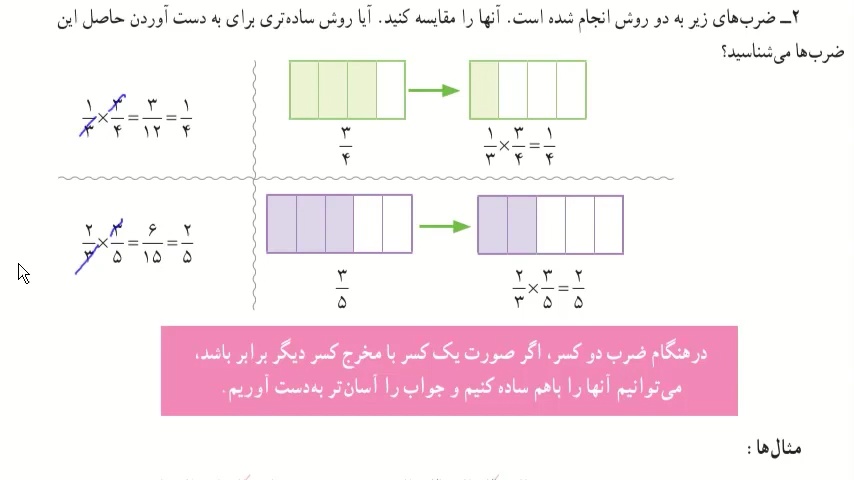 ۲ــ ضرب‌های زیر به دو روش انجام شده است. آنها را مقایسه کنید. آیا روش ساده‌تری برای به دست آوردن حاصل این
ضرب‌ها می‌شناسید؟
۱/۳ × ۳/۴ = ۳/۱۲ = ۱/۴
۳/۴
۱/۳ × ۳/۴ = ۱/۴
۲/۳ × ۳/۵ = ۶/۱۵ = ۲/۵
۳/۵
۲/۳ × ۳/۵ = ۲/۵
درهنگام ضرب دو کسر، اگر صورت یک کسر با مخرج کسر دیگر برابر باشد،
می‌توانیم آنها را باهم ساده کنیم و جواب را آسان‌تر به‌دست آوریم.
مثال‌ها :